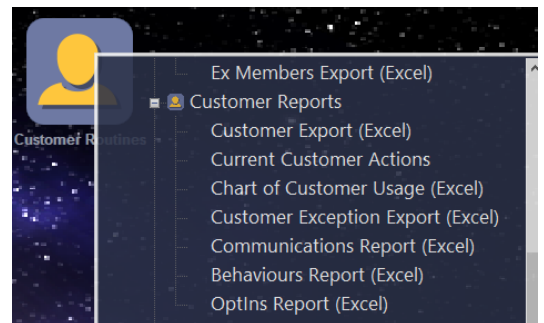 Ex Members Export (Excel)
Customer Reports
Customer Routines
Customer Export (Excel)
Current Customer Actions
Chart of Customer Usage (Excel)
Customer Exception Export (Excel)
Communications Report (Excel)
Behaviours Report (Excel)
OptIns Report (Excel)